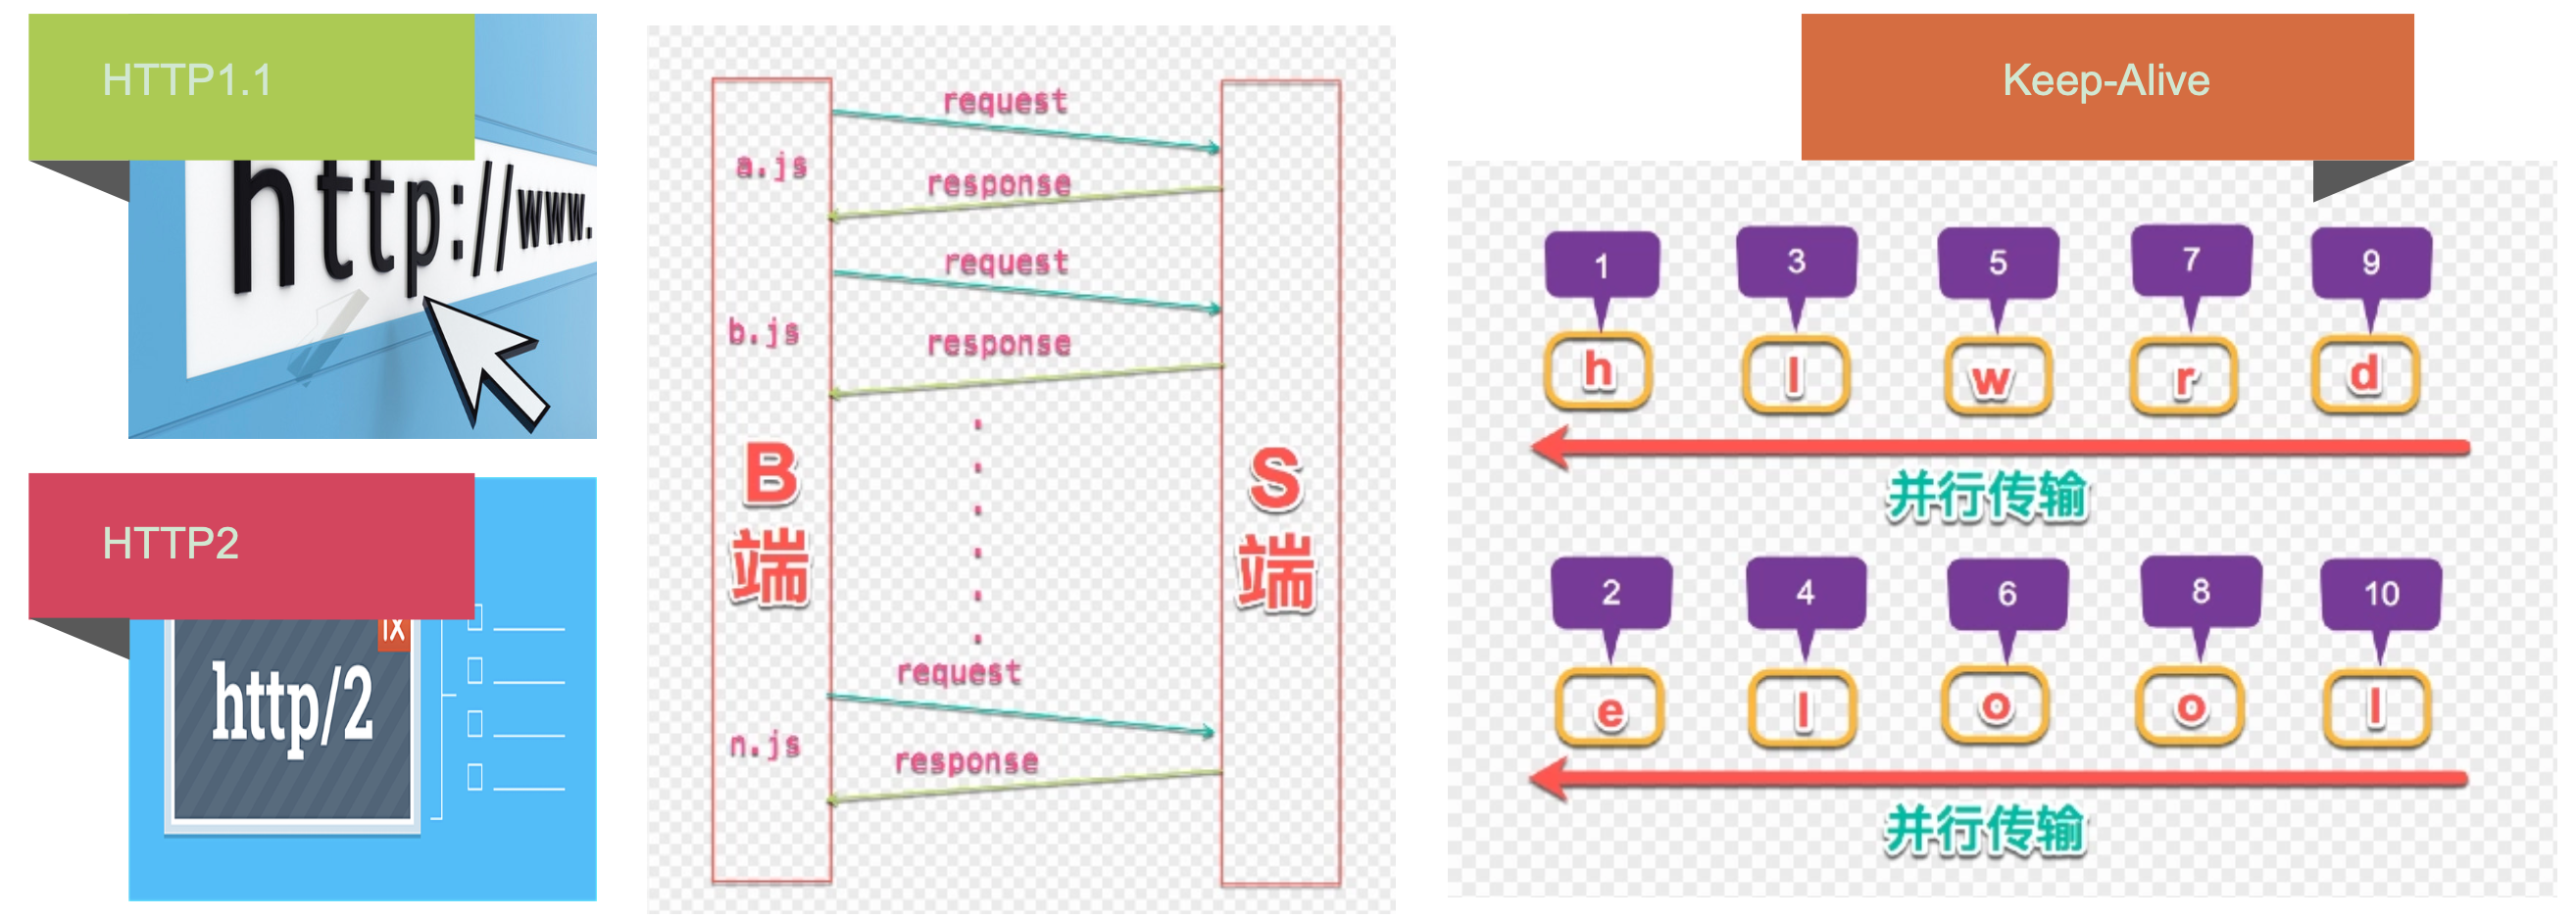 HTTP1.1
http://www.
HTTP2
http/2
request
a.js
response
request
b.js
response
B
端
S
端
request
n.js
response
Keep-Alive
1 3 5 7 9
h l w r d
并行传输
2 4 6 8 10
e l o o l
并行传输